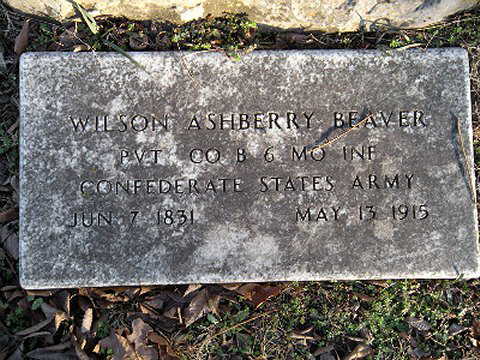 WILSON ASHBERRY BEAVER
PVT CO B 6 MO INF
CONFEDERATE STATES ARMY
JUN 7 1831 MAY 13 1915